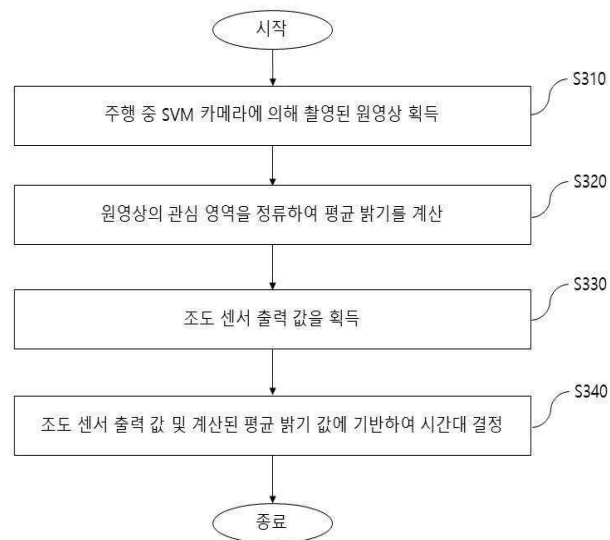 시작
S310
주행 중 SVM 카메라에 의해 촬영된 원영상 획득
S320
원영상의 관심 영역을 정류하여 평균 밝기를 계산
S330
조도 센서 출력 값을 획득
S340
조도 센서 출력 값 및 계산된 평균 밝기 값에 기반하여 시간대 결정
종료